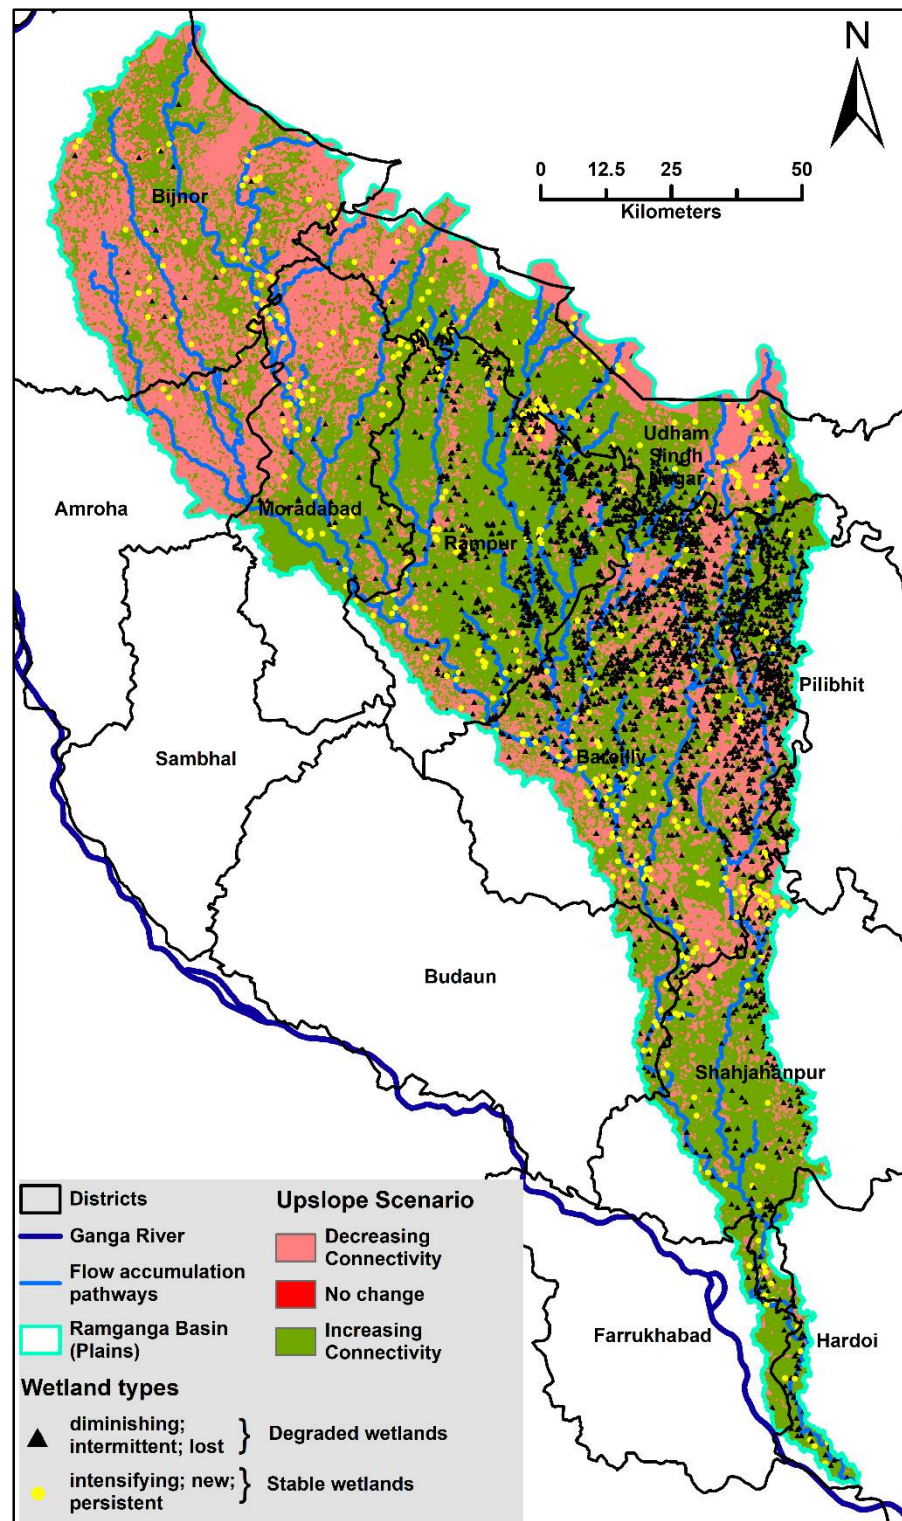 N
0 12.5 25 50
Kilometers
Bijnor
Udham
Singh
Nagar
Amroha
Moradabad
Rampur
Pilibhit
Sambhal
Bareilly
Budaun
Shahjahanpur
Farrukhabad
Hardoi
Districts
Ganga River
Flow accumulation
pathways
Ramganga Basin
(Plains)
Upslope Scenario
Decreasing
Connectivity
No change
Increasing
Connectivity
Wetland types
diminishing;
intermittent; lost } Degraded wetlands
intensifying; new;
persistent } Stable wetlands